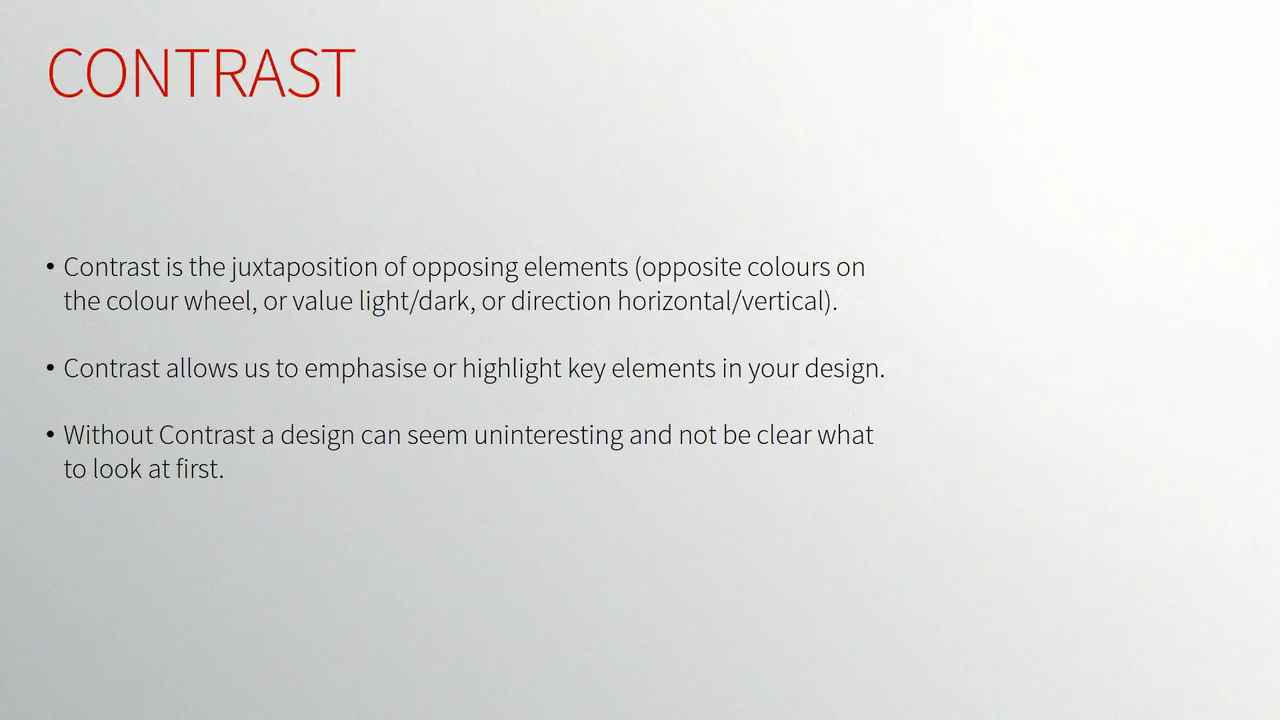 CONTRAST
• Contrast is the juxtaposition of opposing elements (opposite colours on
the colour wheel, or value light/dark, or direction horizontal/vertical).
• Contrast allows us to emphasise or highlight key elements in your design.
• Without Contrast a design can seem uninteresting and not be clear what
to look at first.